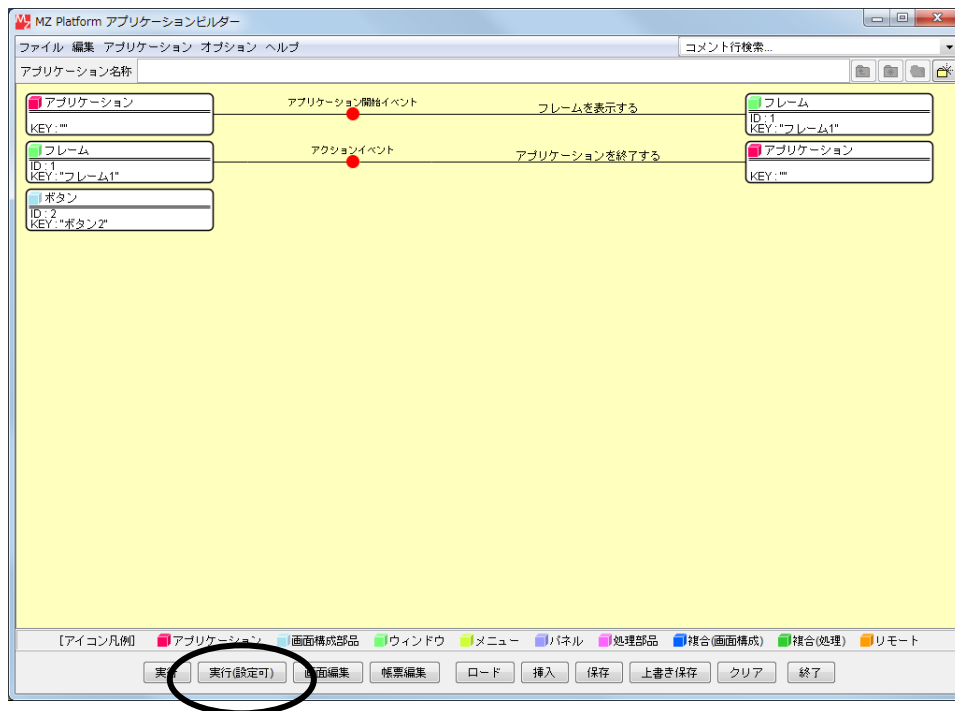 MZ Platform アプリケーションビルダー
ファイル 編集 アプリケーション オプション ヘルプ コメント行検索...
アプリケーション名称
アプリケーション アプリケーション開始イベント フレームを表示する フレーム
KEY:"" ID:1
KEY:"フレーム1"
フレーム アクションイベント アプリケーションを終了する アプリケーション
ID:1
KEY:"フレーム1" KEY:""
ボタン
ID:2
KEY:"ボタン2"
[アイコン凡例] アプリケーション 画面構成部品 ウィンドウ メニュー パネル 処理部品 複合(画面構成) 複合(処理) リモート
実行 実行(設定可) 画面編集 帳票編集 ロード 挿入 保存 上書き保存 クリア 終了